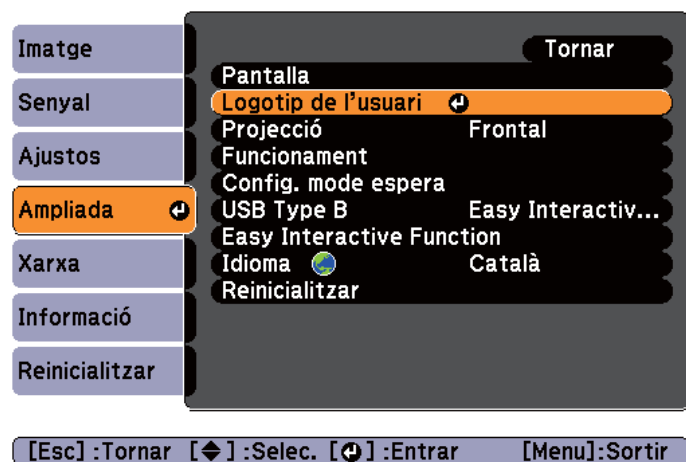 Imatge
Senyal
Ajustos
Ampliada
Xarxa
Informació
Reinicialitzar
Tornar
Pantalla
Logotip de l'usuari
Projecció Frontal
Funcionament
Config. mode espera
USB Type B Easy Interactiv...
Easy Interactive Function
Idioma Català
Reinicialitzar
[Esc] :Tornar [◆] :Selec. [↵] :Entrar [Menu]:Sortir